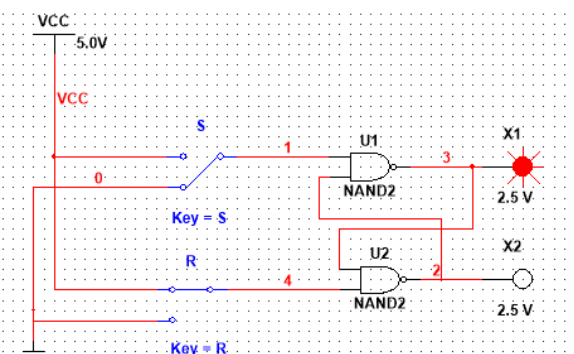 VCC
5.0V
VCC
S
1
U1
X1
3
0
NAND2
2.5 V
Key = S
R
U2
X2
4
2
NAND2
2.5 V
Key = R